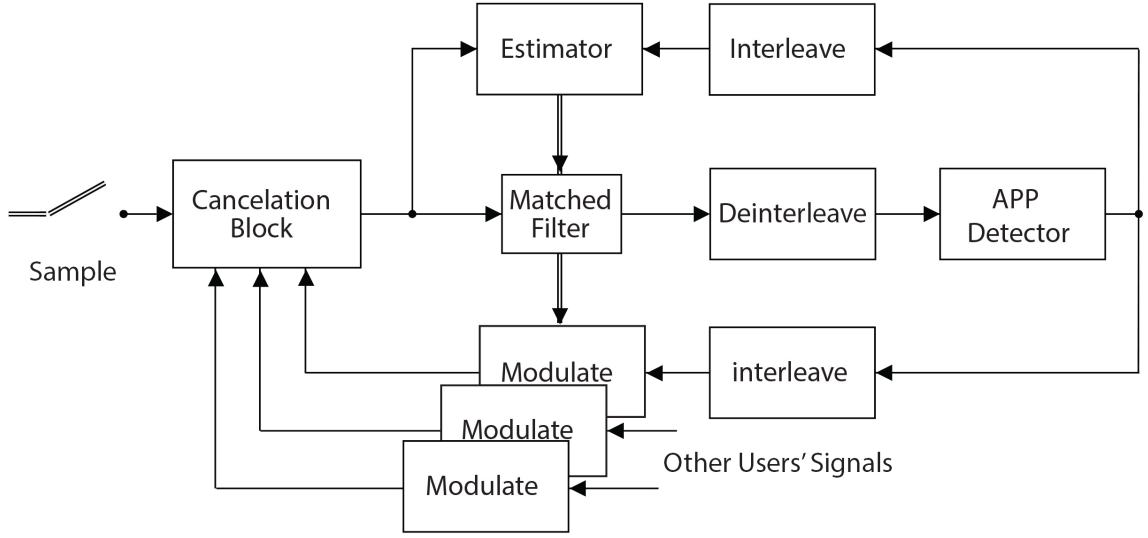 Estimator
Interleave
Cancelation
Block
Matched
Filter
Deinterleave
APP
Detector
Sample
Modulate
interleave
Modulate
Other Users' Signals
Modulate